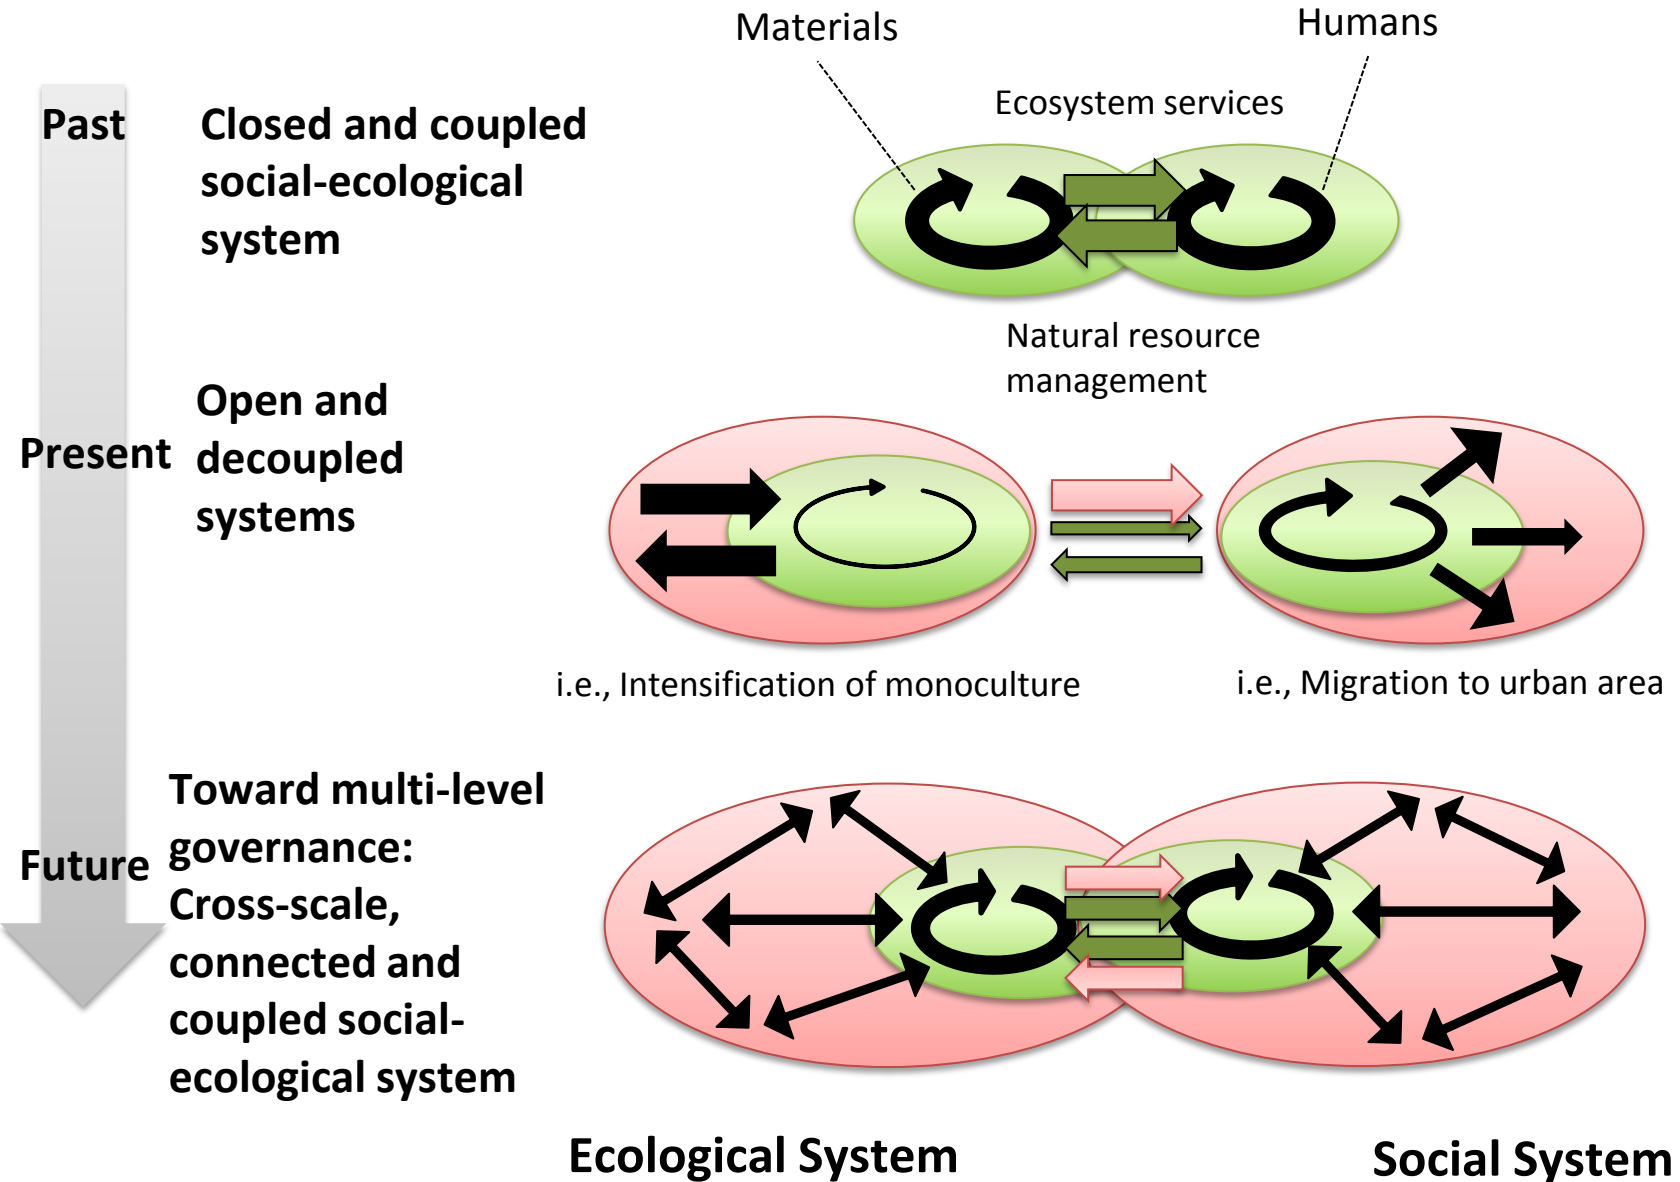 Materials
Humans
Ecosystem services
Past
Closed and coupled
social-ecological
system
Natural resource
management
Present
Open and
decoupled
systems
i.e., Intensification of monoculture
i.e., Migration to urban area
Future
Toward multi-level
governance:
Cross-scale,
connected and
coupled social-
ecological system
Ecological System
Social System